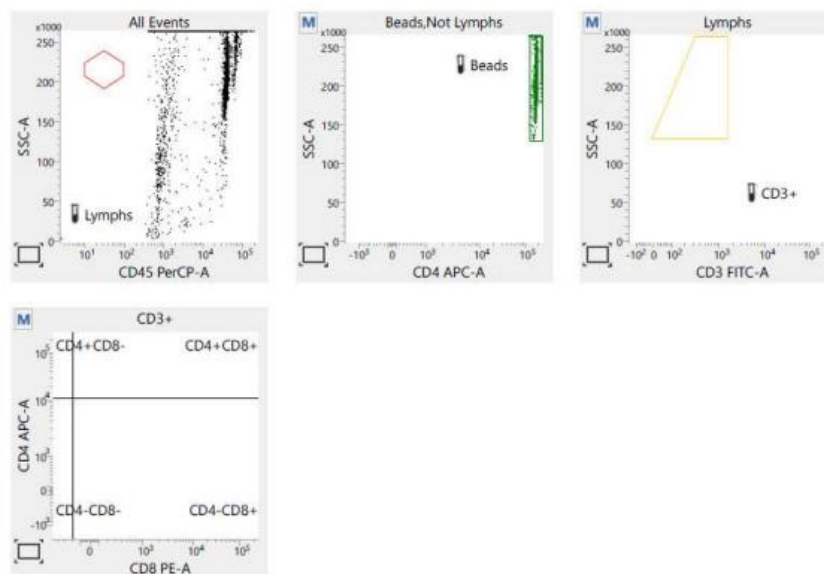 All Events
x1000
250
200
150
100
50
0
SSC-A
Lymphs
10¹ 10² 10³ 10⁴ 10⁵
CD45 PerCP-A
M
Beads,Not Lymphs
x1000
250
200
150
100
50
0
SSC-A
Beads
-10⁵ 0 10³ 10⁴ 10⁵
CD4 APC-A
M
Lymphs
x1000
250
200
150
100
50
0
SSC-A
CD3+
-10² 0 10² 10³ 10⁴ 10⁵
CD3 FITC-A
M
CD3+
CD4+CD8- CD4+CD8+
10⁵
10⁴
10³
0
-10³
CD4 APC-A
CD4-CD8- CD4-CD8+
0 10³ 10⁴ 10⁵
CD8 PE-A